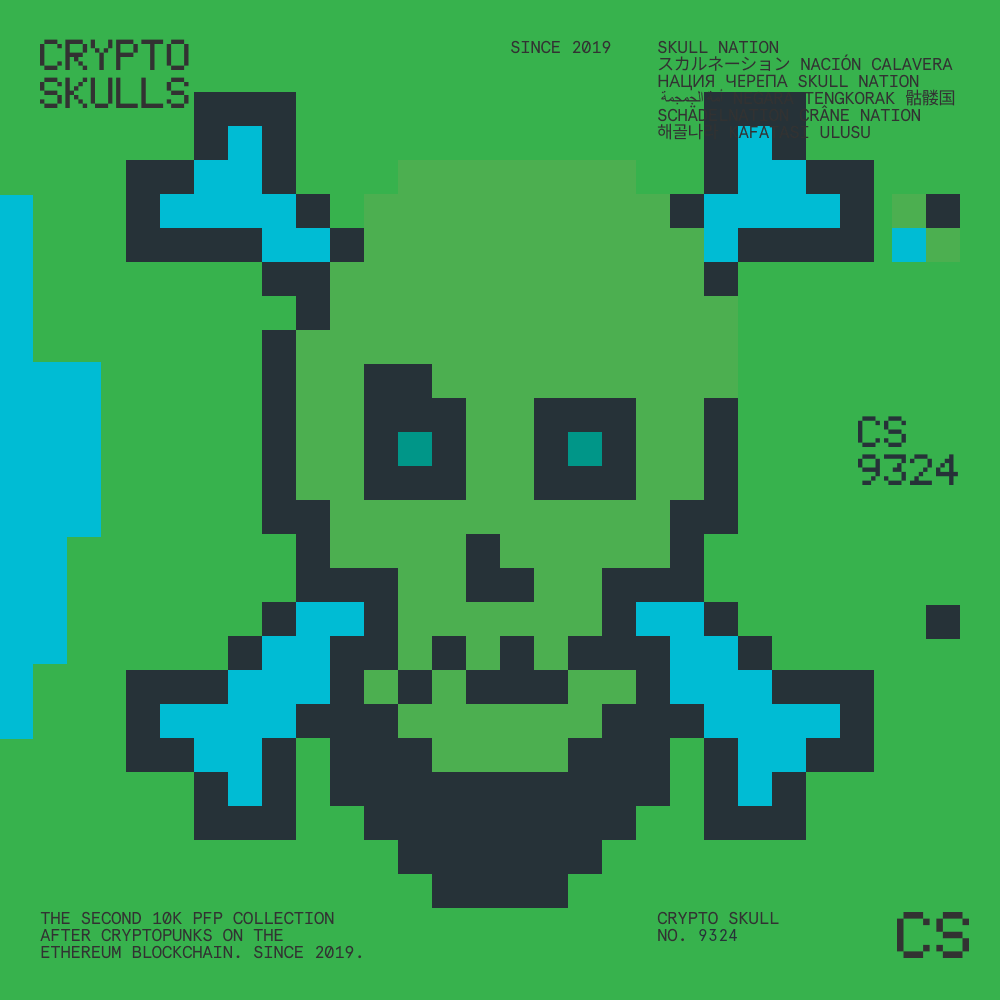 CRYPTO
SKULLS
SINCE 2019
SKULL NATION
スカルネーション NACIÓN CALAVERA
НАЦИЯ ЧЕРЕПА SKULL NATION
TENGKORAK 骷髅国
CRÂNE NATION
해골나 ULUSU
CS
9324
THE SECOND 10K PFP COLLECTION
AFTER CRYPTOPUNKS ON THE
ETHEREUM BLOCKCHAIN. SINCE 2019.
CRYPTO SKULL
NO. 9324
CS